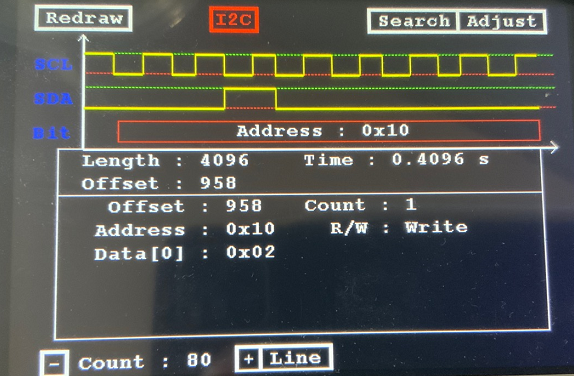 Redraw I2C Search Adjust
SCL
SDA
Bit Address : 0x10
Length : 4096 Time : 0.4096 s
Offset : 958
Offset : 958 Count : 1
Address : 0x10 R/W : Write
Data[0] : 0x02
- Count : 80 + Line